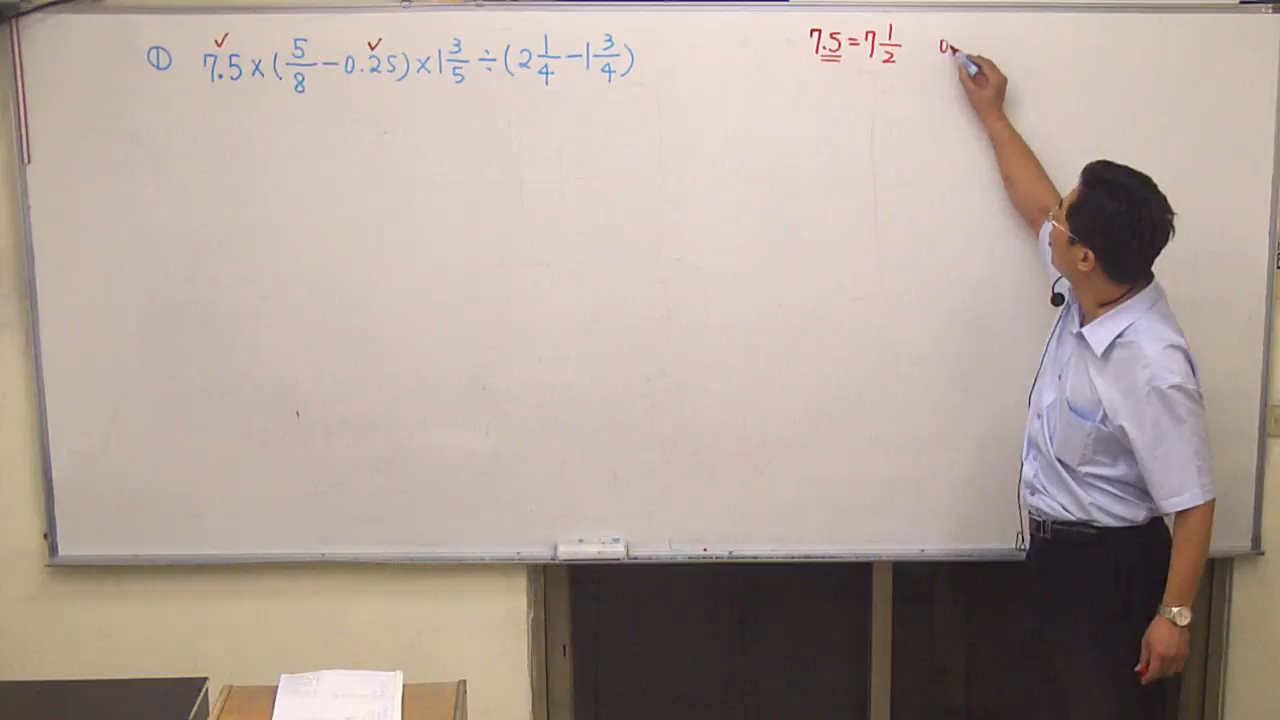 ① 7.5×(5/8−0.25)×1 3/5÷(2 1/4−1 3/4)
7.5=7 1/2 0.